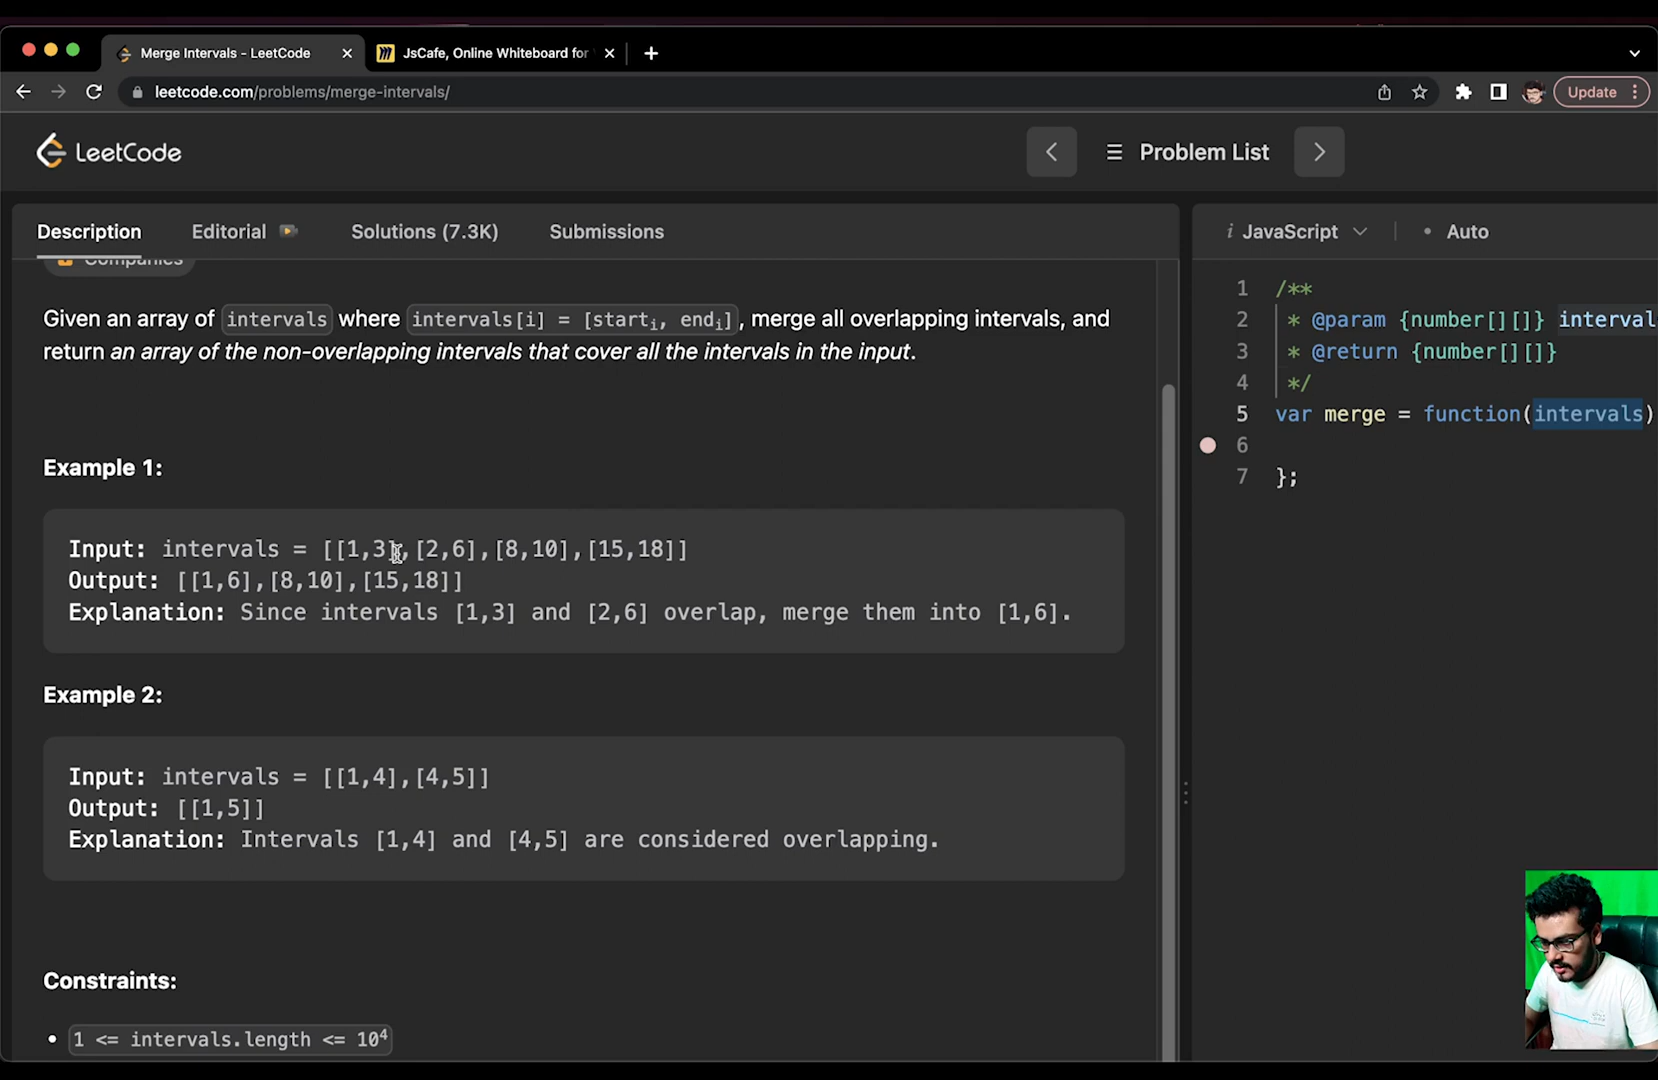 Merge Intervals - LeetCode
JsCafe, Online Whiteboard for
leetcode.com/problems/merge-intervals/
Update
LeetCode
Problem List
Description Editorial Solutions (7.3K) Submissions
JavaScript Auto
Companies
Given an array of intervals where intervals[i] = [startᵢ, endᵢ], merge all overlapping intervals, and
return an array of the non-overlapping intervals that cover all the intervals in the input.
Example 1:
Input: intervals = [[1,3],[2,6],[8,10],[15,18]]
Output: [[1,6],[8,10],[15,18]]
Explanation: Since intervals [1,3] and [2,6] overlap, merge them into [1,6].
Example 2:
Input: intervals = [[1,4],[4,5]]
Output: [[1,5]]
Explanation: Intervals [1,4] and [4,5] are considered overlapping.
Constraints:
• 1 <= intervals.length <= 10⁴
1 /**
2 * @param {number[][]} interval
3 * @return {number[][]}
4 */
5 var merge = function(intervals)
6
7 };